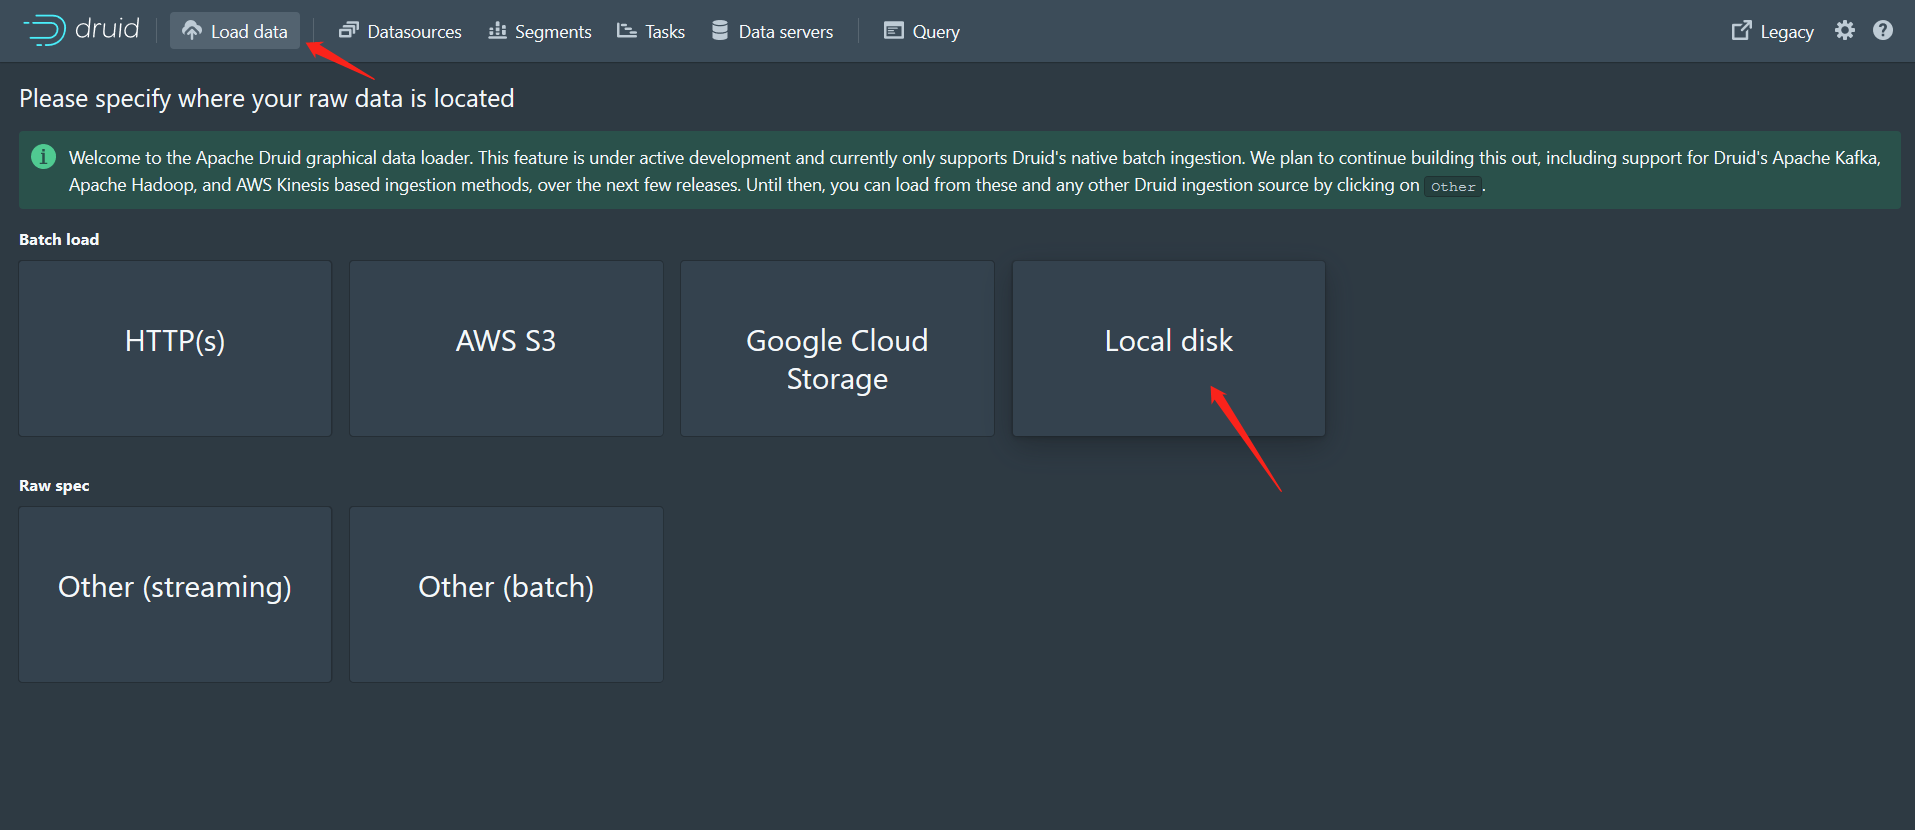 druid Load data Datasources Segments Tasks Data servers Query Legacy
Please specify where your raw data is located
Welcome to the Apache Druid graphical data loader. This feature is under active development and currently only supports Druid's native batch ingestion. We plan to continue building this out, including support for Druid's Apache Kafka,
Apache Hadoop, and AWS Kinesis based ingestion methods, over the next few releases. Until then, you can load from these and any other Druid ingestion source by clicking on Other.
Batch load
HTTP(s)
AWS S3
Google Cloud
Storage
Local disk
Raw spec
Other (streaming)
Other (batch)